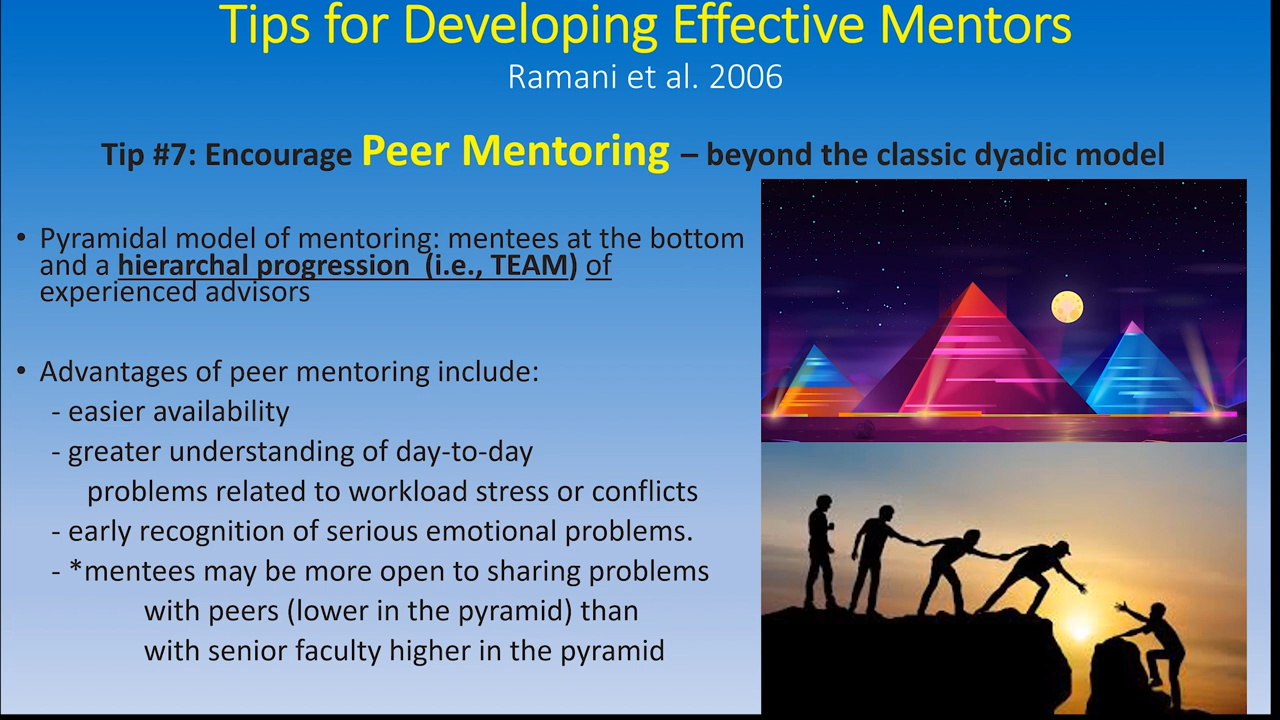 Tips for Developing Effective Mentors
Ramani et al. 2006
Tip #7: Encourage Peer Mentoring – beyond the classic dyadic model
• Pyramidal model of mentoring: mentees at the bottom
and a hierarchal progression (i.e., TEAM) of
experienced advisors
• Advantages of peer mentoring include:
- easier availability
- greater understanding of day-to-day
problems related to workload stress or conflicts
- early recognition of serious emotional problems.
- *mentees may be more open to sharing problems
with peers (lower in the pyramid) than
with senior faculty higher in the pyramid